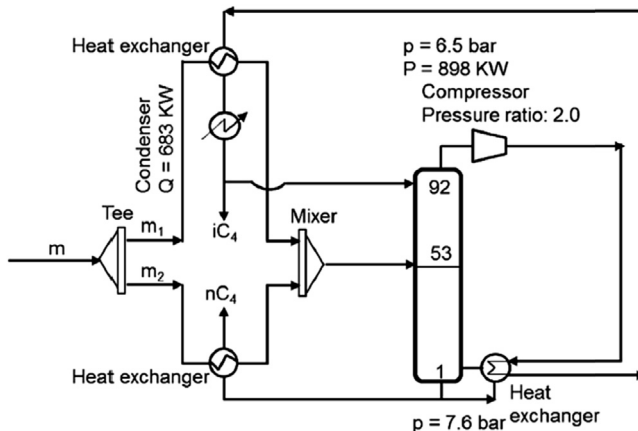 Heat exchanger
p = 6.5 bar
P = 898 KW
Compressor
Pressure ratio: 2.0
Condenser
Q = 683 KW
92
Tee
m₁
iC₄
Mixer
m
53
m₂
nC₄
Heat exchanger
1
Heat
exchanger
p = 7.6 bar